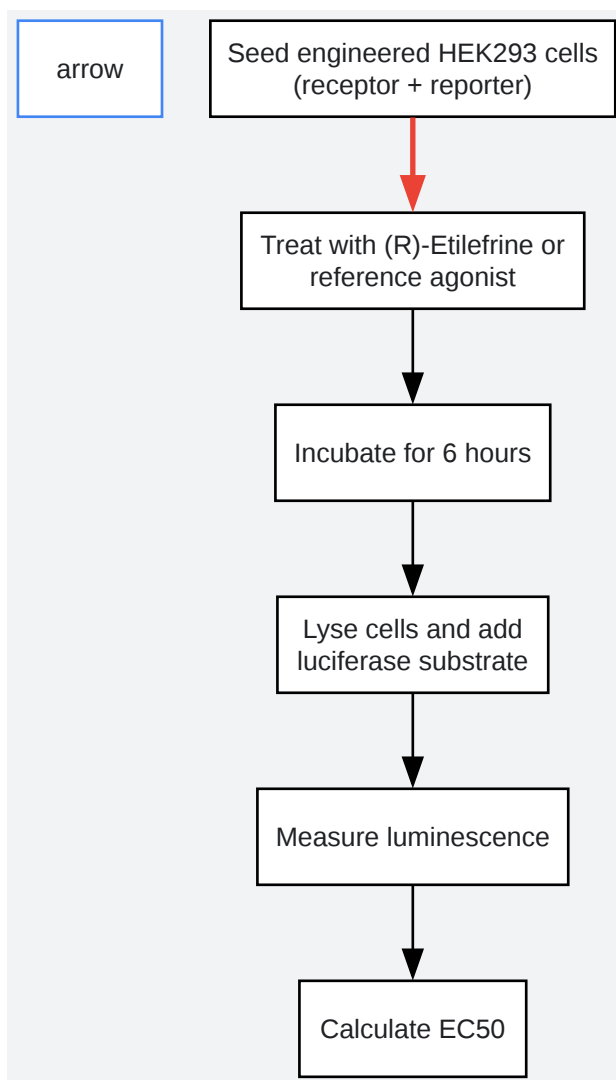 arrow
Seed engineered HEK293 cells
(receptor + reporter)
Treat with (R)-Etilefrine or
reference agonist
Incubate for 6 hours
Lyse cells and add
luciferase substrate
Measure luminescence
Calculate EC50